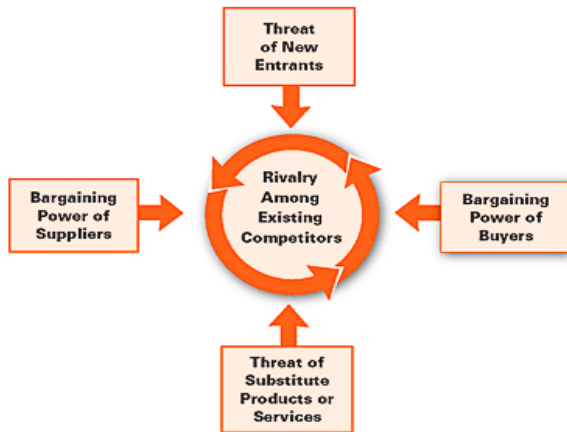 Threat
of New
Entrants
Bargaining
Power of
Suppliers
Rivalry
Among
Existing
Competitors
Bargaining
Power of
Buyers
Threat of
Substitute
Products or
Services